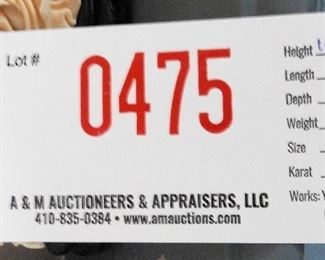 Lot #
0475
Height
Length
Depth
Weight
Size
Karat
Works:
A & M AUCTIONEERS & APPRAISERS, LLC
410-835-0384 • www.amauctions.com